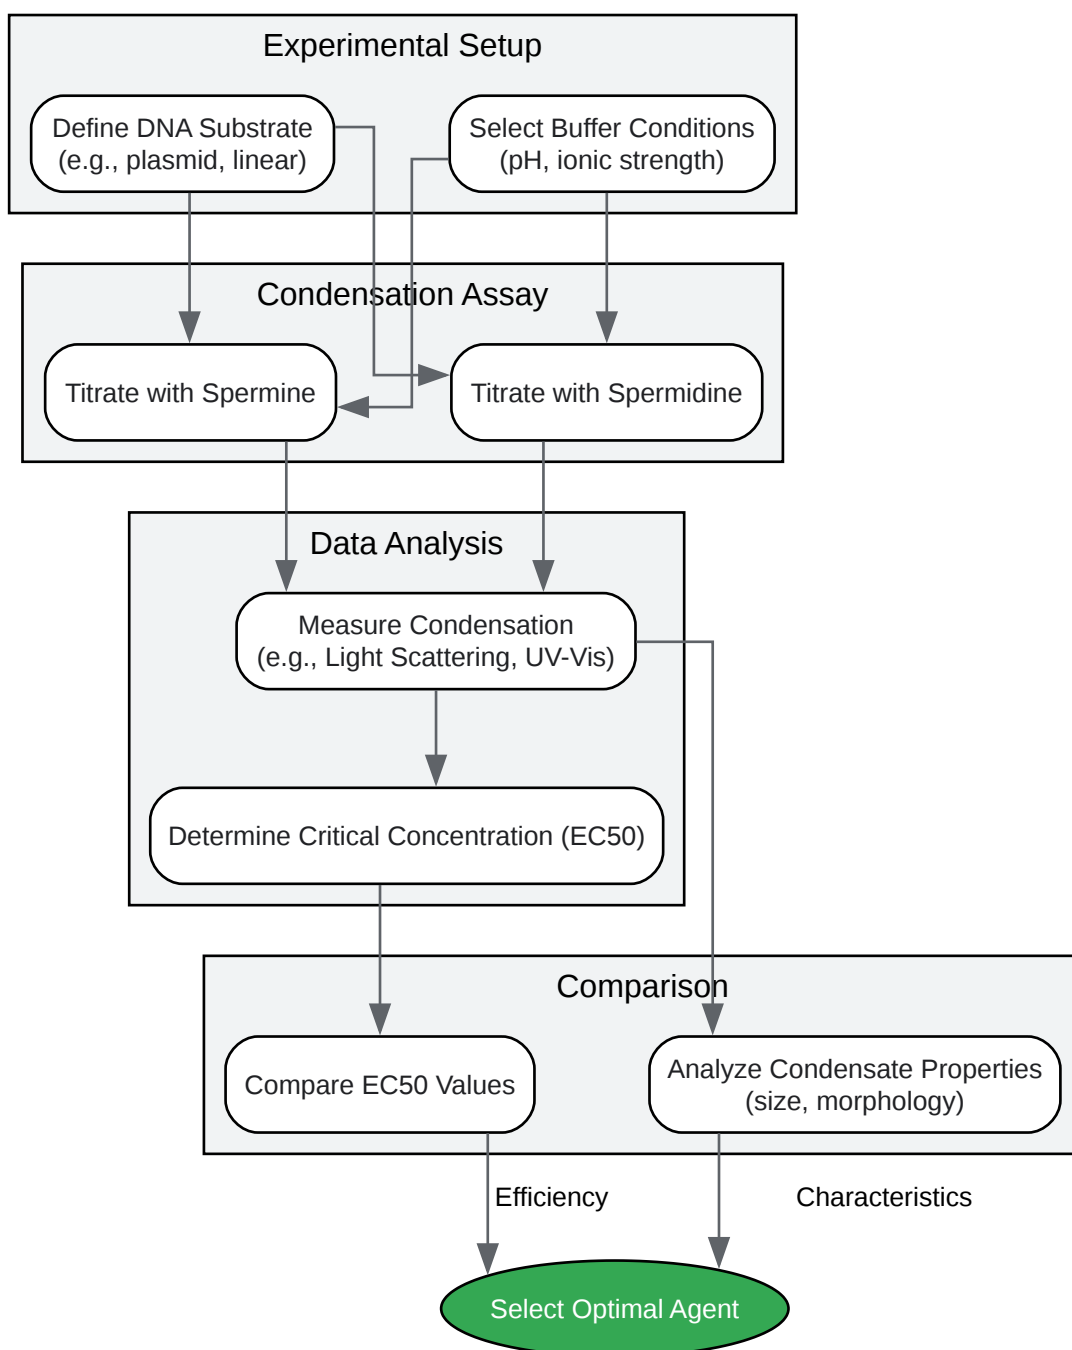 Experimental Setup
Define DNA Substrate
(e.g., plasmid, linear)
Select Buffer Conditions
(pH, ionic strength)
Condensation Assay
Titrate with Spermine
Titrate with Spermidine
Data Analysis
Measure Condensation
(e.g., Light Scattering, UV-Vis)
Determine Critical Concentration (EC50)
Comparison
Compare EC50 Values
Analyze Condensate Properties
(size, morphology)
Efficiency
Characteristics
Select Optimal Agent